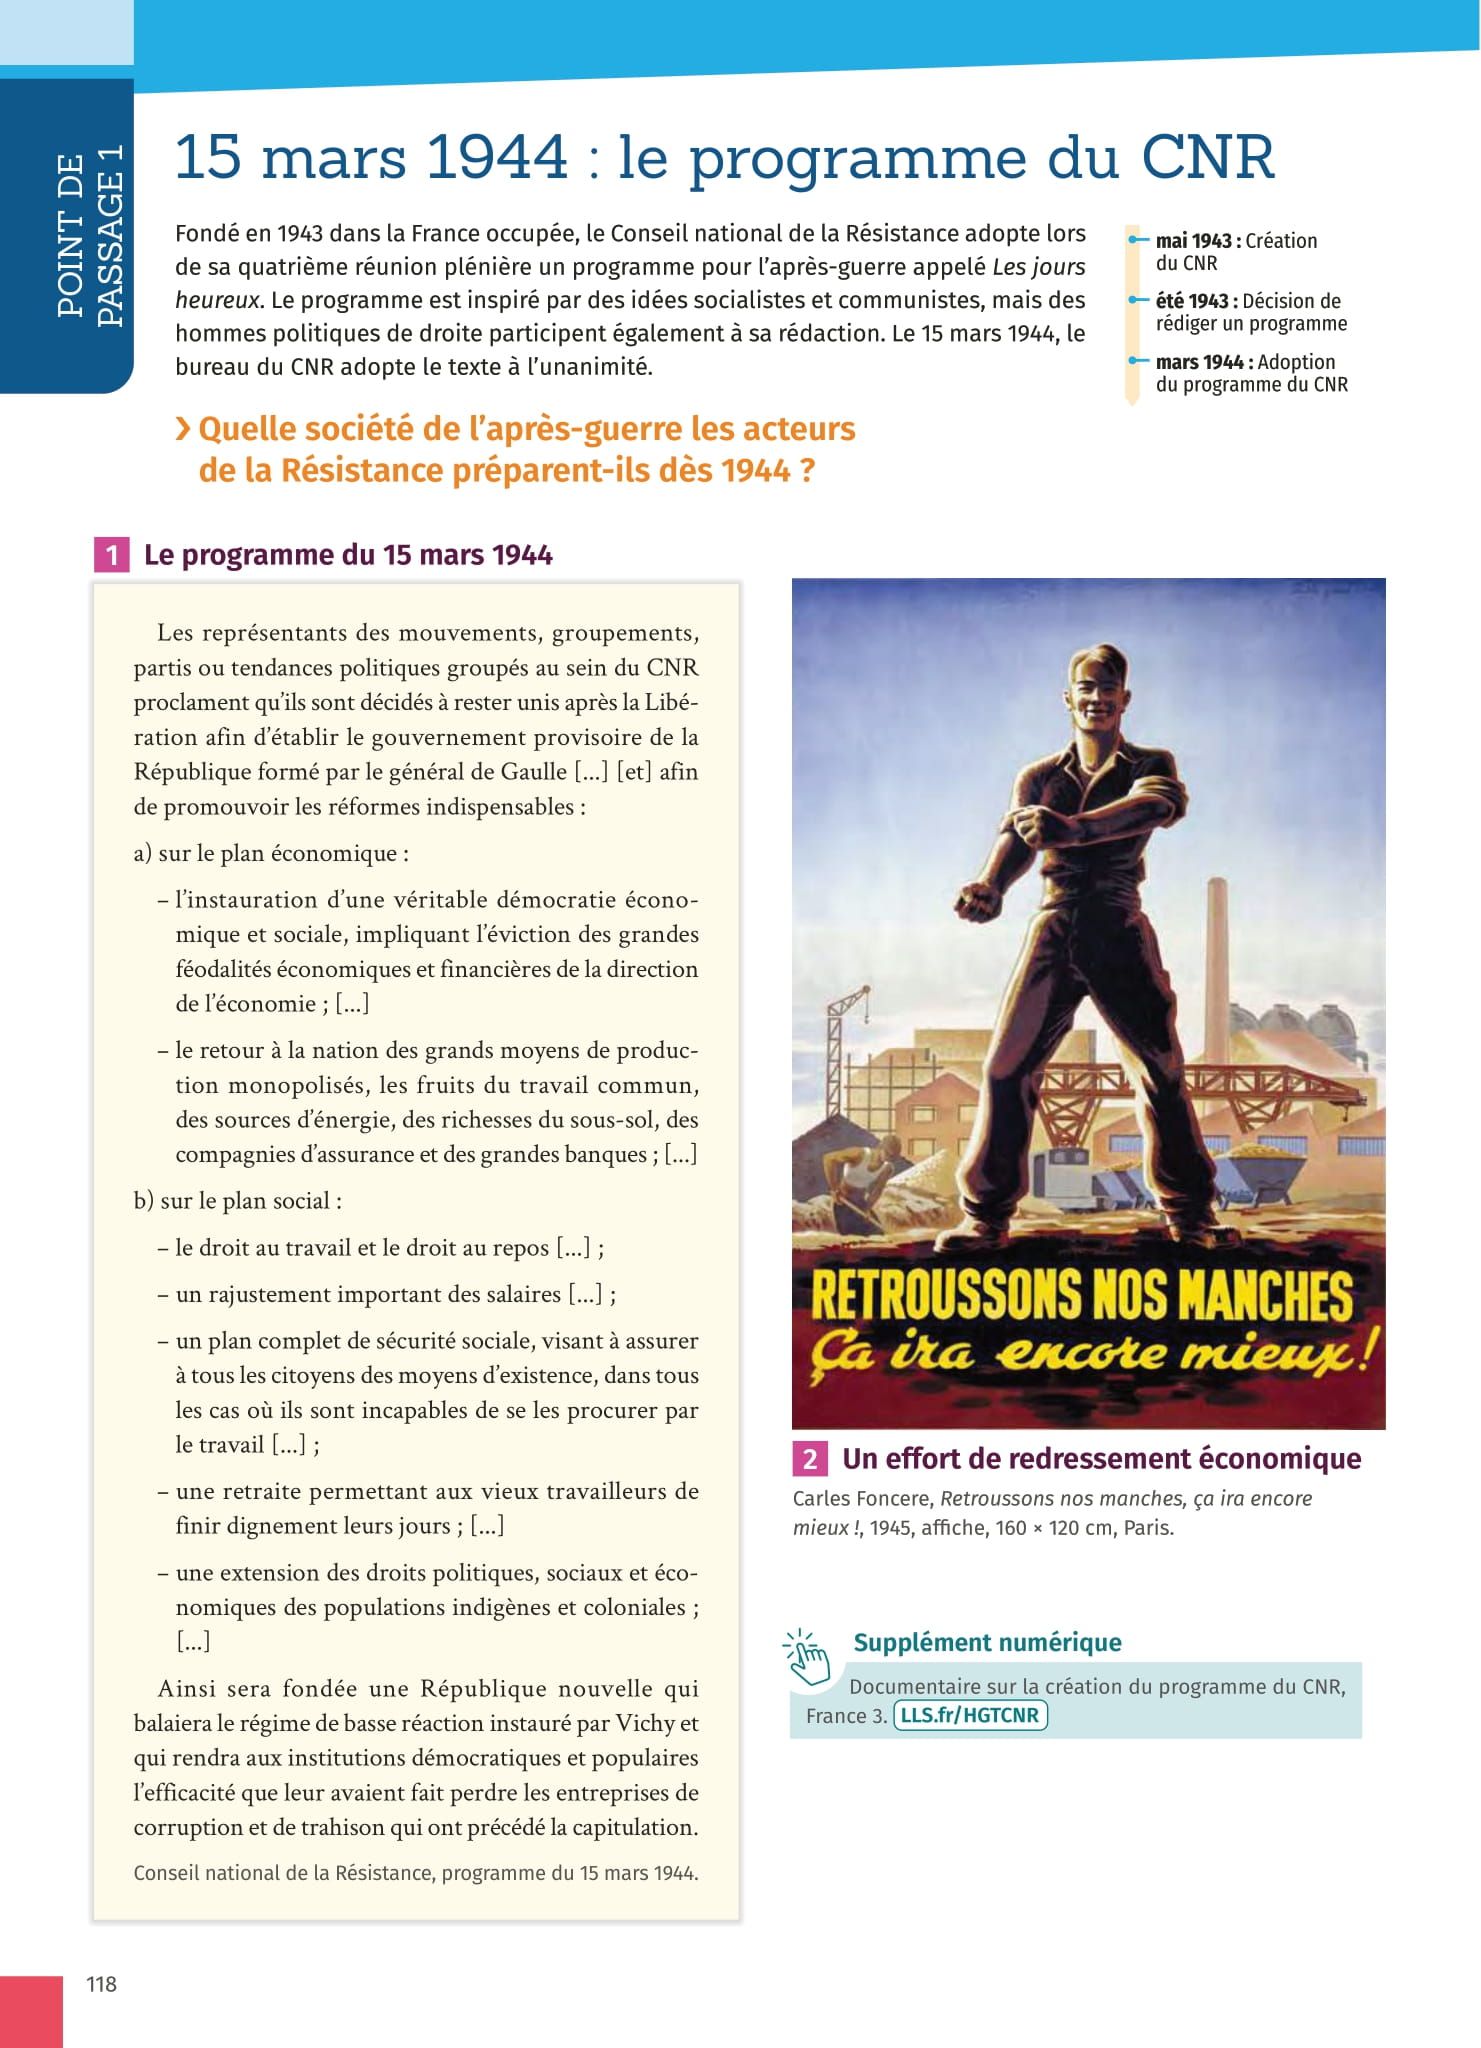 POINT DE
PASSAGE 1
15 mars 1944 : le programme du CNR
Fondé en 1943 dans la France occupée, le Conseil national de la Résistance adopte lors
de sa quatrième réunion plénière un programme pour l’après-guerre appelé Les jours
heureux. Le programme est inspiré par des idées socialistes et communistes, mais des
hommes politiques de droite participent également à sa rédaction. Le 15 mars 1944, le
bureau du CNR adopte le texte à l’unanimité.
mai 1943 : Création
du CNR
été 1943 : Décision de
rédiger un programme
mars 1944 : Adoption
du programme du CNR
› Quelle société de l’après-guerre les acteurs
de la Résistance préparent-ils dès 1944 ?
1 Le programme du 15 mars 1944
Les représentants des mouvements, groupements,
partis ou tendances politiques groupés au sein du CNR
proclament qu’ils sont décidés à rester unis après la Libé-
ration afin d’établir le gouvernement provisoire de la
République formé par le général de Gaulle [...] [et] afin
de promouvoir les réformes indispensables :
a) sur le plan économique :
– l’instauration d’une véritable démocratie écono-
mique et sociale, impliquant l’éviction des grandes
féodalités économiques et financières de la direction
de l’économie ; [...]
– le retour à la nation des grands moyens de produc-
tion monopolisés, les fruits du travail commun,
des sources d’énergie, des richesses du sous-sol, des
compagnies d’assurance et des grandes banques ; [...]
b) sur le plan social :
– le droit au travail et le droit au repos [...] ;
– un rajustement important des salaires [...] ;
– un plan complet de sécurité sociale, visant à assurer
à tous les citoyens des moyens d’existence, dans tous
les cas où ils sont incapables de se les procurer par
le travail [...] ;
– une retraite permettant aux vieux travailleurs de
finir dignement leurs jours ; [...]
– une extension des droits politiques, sociaux et éco-
nomiques des populations indigènes et coloniales ;
[...]
Ainsi sera fondée une République nouvelle qui
balaiera le régime de basse réaction instauré par Vichy et
qui rendra aux institutions démocratiques et populaires
l’efficacité que leur avaient fait perdre les entreprises de
corruption et de trahison qui ont précédé la capitulation.
Conseil national de la Résistance, programme du 15 mars 1944.
RETROUSSONS NOS MANCHES
Ça ira encore mieux !
2 Un effort de redressement économique
Carles Foncere, Retroussons nos manches, ça ira encore
mieux !, 1945, affiche, 160 × 120 cm, Paris.
Supplément numérique
Documentaire sur la création du programme du CNR,
France 3. LLS.fr/HGTCNR
118